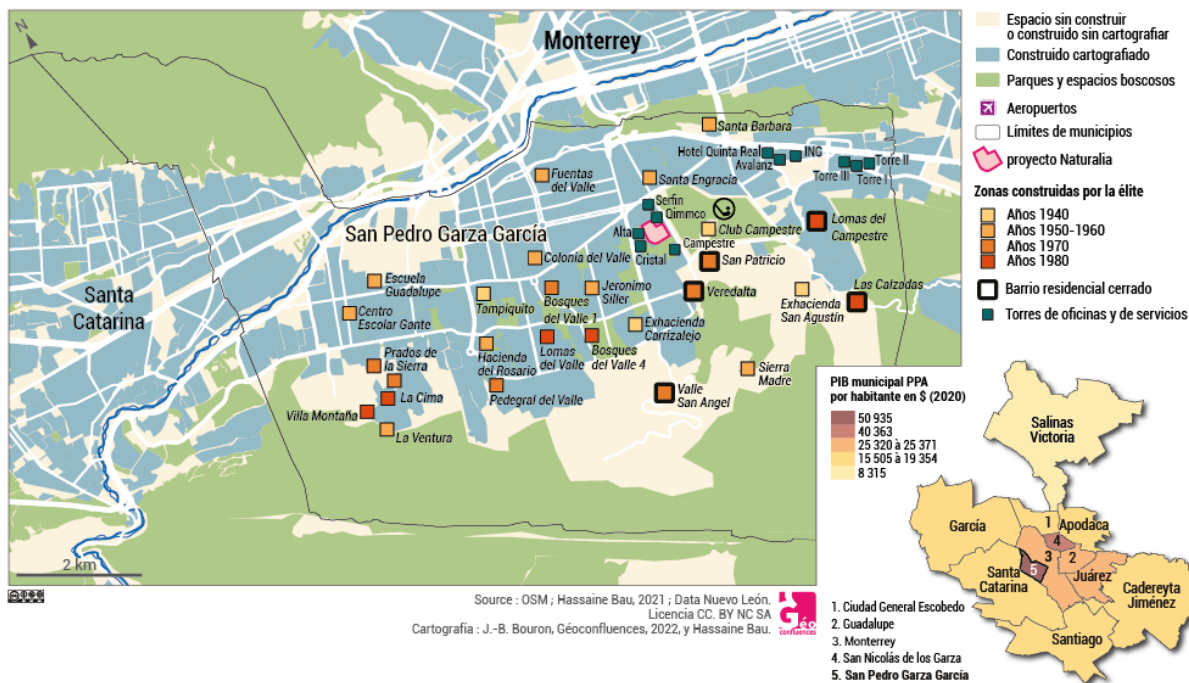 N
Monterrey
Santa Barbara
Hotel Quinta Real
ING
Avalanz
Torre II
Torre III
Torre I
Fuentas
del Valle
Santa Engracia
Serfin
Qimmco
Lomas del
Campestre
San Pedro Garza García
Alta
Club Campestre
Campestre
Cristal
San Patricio
Colonia del Valle
Santa
Catarina
Escuela
Guadalupe
Tampiquito
Bosques
del Valle 1
Jeronimo
Siller
Veredalta
Exhacienda
San Agustín
Las Calzadas
Centro
Escolar Gante
Exhacienda
Carrizalejo
Prados de
la Sierra
Hacienda
del Rosario
Lomas
del Valle
Bosques
del Valle 4
Sierra
Madre
La Cima
Pedegral del Valle
Valle
San Angel
Villa Montaña
La Ventura
2 km
Espacio sin construir
o construido sin cartografiar
Construido cartografiado
Parques y espacios boscosos
Aeropuertos
Límites de municipios
proyecto Naturalia
Zonas construidas por la élite
Años 1940
Años 1950-1960
Años 1970
Años 1980
Barrio residencial cerrado
Torres de oficinas y de servicios
PIB municipal PPA
por habitante en $ (2020)
50 935
40 363
25 320 à 25 371
15 505 à 19 354
8 315
Salinas
Victoria
García
1
Apodaca
4
3
2
5
Santa
Catarina
Juárez
Cadereyta
Jiménez
Santiago
1. Ciudad General Escobedo
2. Guadalupe
3. Monterrey
4. San Nicolás de los Garza
5. San Pedro Garza García
Source : OSM ; Hassaine Bau, 2021 ; Data Nuevo León.
Licencia CC. BY NC SA
Cartografía : J.-B. Bouron, Géoconfluences, 2022, y Hassaine Bau.
Géo
confluences